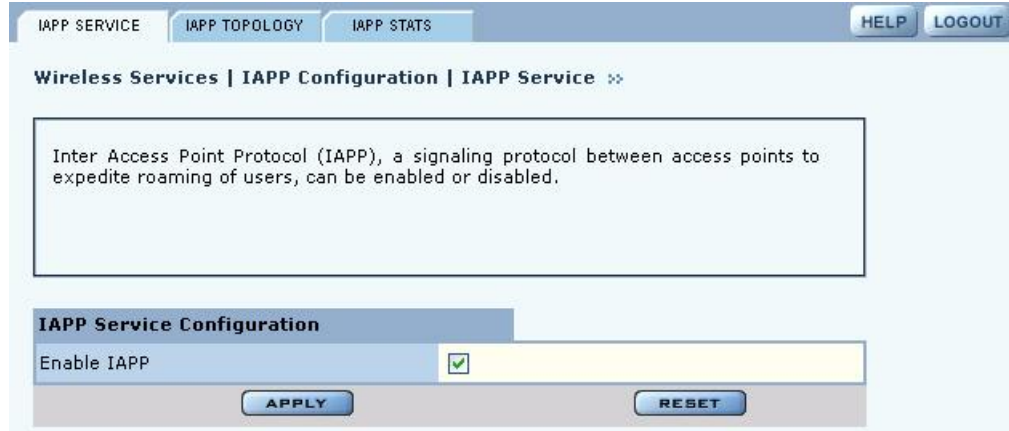 IAPP SERVICE IAPP TOPOLOGY IAPP STATS HELP LOGOUT
Wireless Services | IAPP Configuration | IAPP Service »
Inter Access Point Protocol (IAPP), a signaling protocol between access points to
expedite roaming of users, can be enabled or disabled.
IAPP Service Configuration
Enable IAPP
APPLY RESET